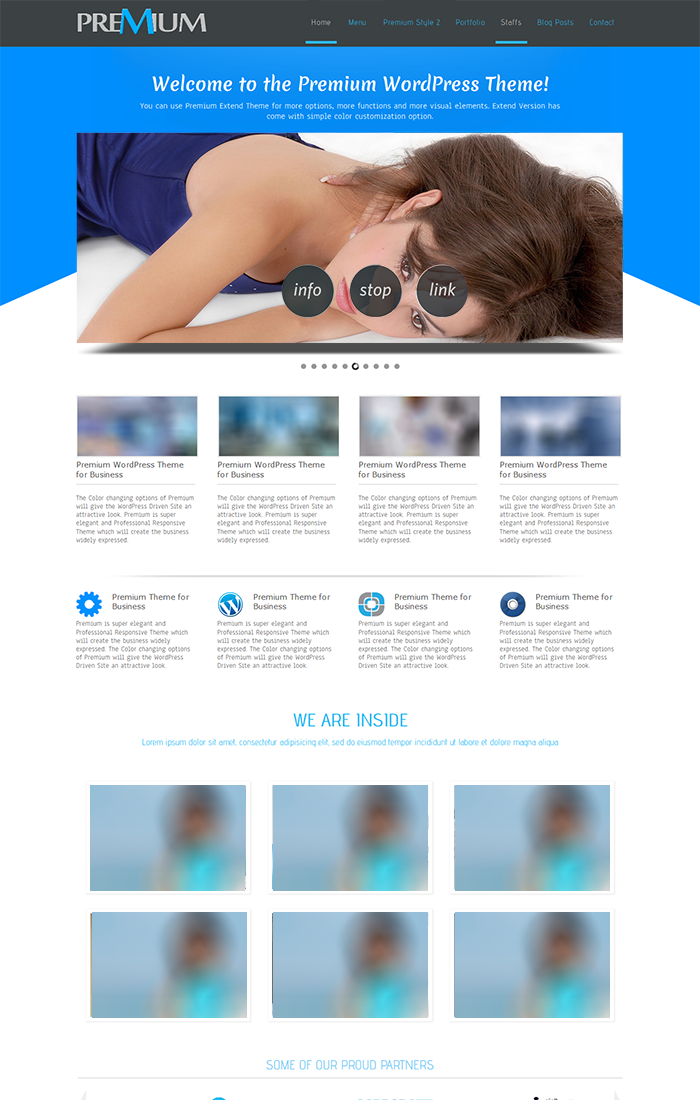 PREMIUM
Home Menu Premium Style 2 Portfolio Staffs Blog Posts Contact
Welcome to the Premium WordPress Theme!
You can use Premium Extend Theme for more options, more functions and more visual elements. Extend Version has
come with simple color customization option.
info stop link
Premium WordPress Theme
for Business
The Color changing options of Premium
will give the WordPress Driven Site an
attractive look. Premium is super
elegant and Professional Responsive
Theme which will create the business
widely expressed.
Premium WordPress Theme
for Business
The Color changing options of Premium
will give the WordPress Driven Site an
attractive look. Premium is super
elegant and Professional Responsive
Theme which will create the business
widely expressed.
Premium WordPress Theme
for Business
The Color changing options of Premium
will give the WordPress Driven Site an
attractive look. Premium is super
elegant and Professional Responsive
Theme which will create the business
widely expressed.
Premium WordPress Theme
for Business
The Color changing options of Premium
will give the WordPress Driven Site an
attractive look. Premium is super
elegant and Professional Responsive
Theme which will create the business
widely expressed.
Premium Theme for
Business
Premium is super elegant and
Professional Responsive Theme which
will create the business widely
expressed. The Color changing options
of Premium will give the WordPress
Driven Site an attractive look.
Premium Theme for
Business
Premium is super elegant and
Professional Responsive Theme which
will create the business widely
expressed. The Color changing options
of Premium will give the WordPress
Driven Site an attractive look.
Premium Theme for
Business
Premium is super elegant and
Professional Responsive Theme which
will create the business widely
expressed. The Color changing options
of Premium will give the WordPress
Driven Site an attractive look.
Premium Theme for
Business
Premium is super elegant and
Professional Responsive Theme which
will create the business widely
expressed. The Color changing options
of Premium will give the WordPress
Driven Site an attractive look.
WE ARE INSIDE
Lorem ipsum dolor sit amet, consectetur adipisicing elit, sed do eiusmod tempor incididunt ut labore et dolore magna aliqua
SOME OF OUR PROUD PARTNERS